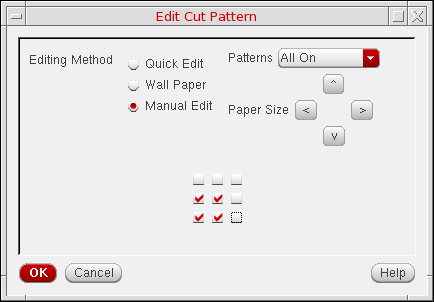 Edit Cut Pattern
Editing Method
Quick Edit
Wall Paper
Manual Edit
Patterns All On
^
Paper Size < >
v
OK Cancel Help